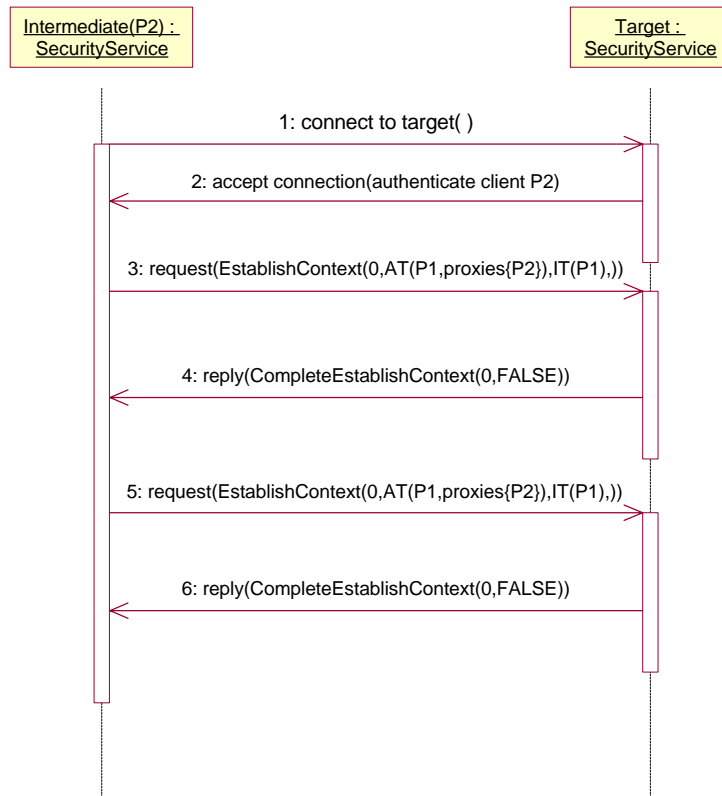 Intermediate(P2) :
SecurityService
Target :
SecurityService
1: connect to target( )
2: accept connection(authenticate client P2)
3: request(EstablishContext(0,AT(P1,proxies{P2}),IT(P1),))
4: reply(CompleteEstablishContext(0,FALSE))
5: request(EstablishContext(0,AT(P1,proxies{P2}),IT(P1),))
6: reply(CompleteEstablishContext(0,FALSE))